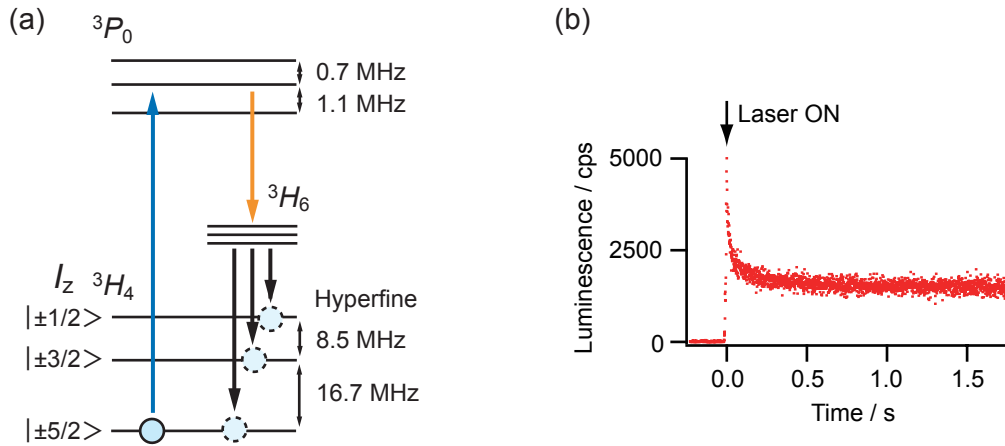 (a)
³P₀
0.7 MHz
1.1 MHz
³H₆
I_z ³H₄
Hyperfine
|±1/2>
8.5 MHz
|±3/2>
16.7 MHz
|±5/2>
(b)
Laser ON
5000
2500
0
Luminescence / cps
0.0 0.5 1.0 1.5
Time / s